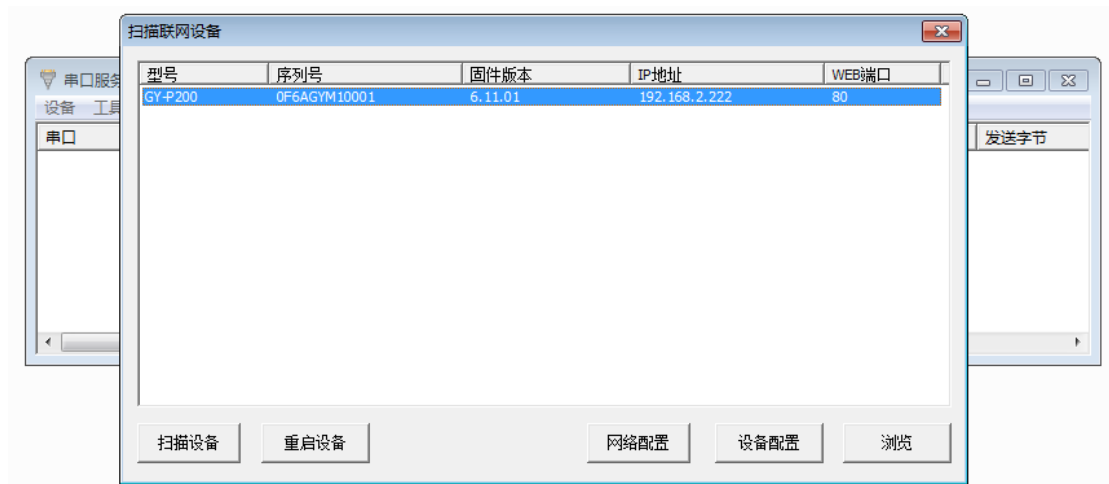 扫描联网设备
串口服务
设备 工具
串口
发送字节
型号 序列号 固件版本 IP地址 WEB端口
GY-P200 0F6AGYM10001 6.11.01 192.168.2.222 80
扫描设备 重启设备 网络配置 设备配置 浏览